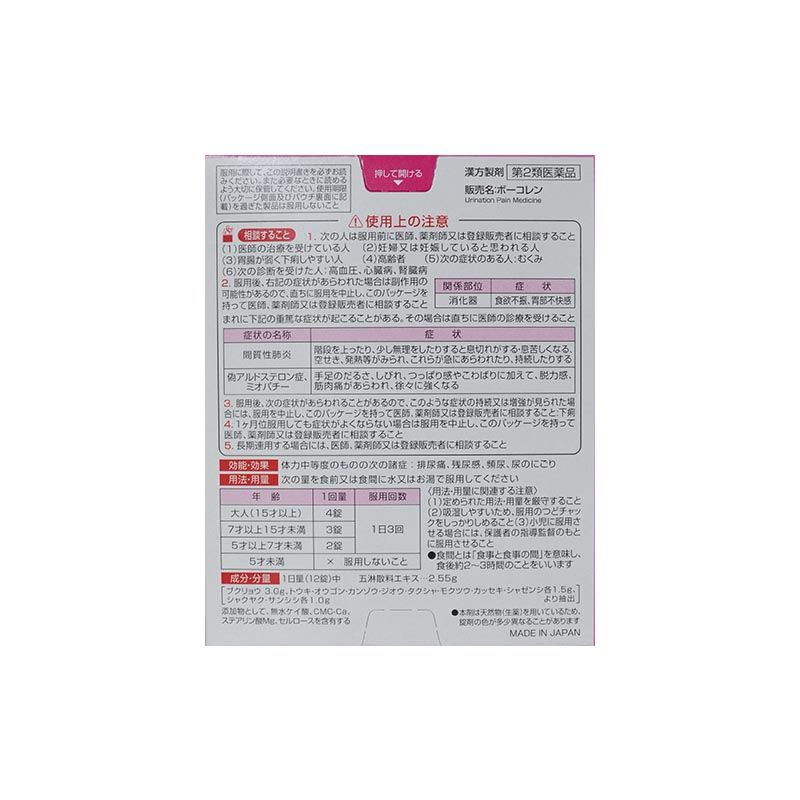 服用に際して、この説明書きを必ずお読
みください。また必要なときに読める
よう大切に保管してください。使用期限
(パッケージ側面及びパウチ裏面に記
載)を過ぎた製品は服用しないこと
押して開ける
漢方製剤 第2類医薬品
販売名:ボーコレン
Urination Pain Medicine
使用上の注意
相談すること 1. 次の人は服用前に医師、薬剤師又は登録販売者に相談すること
(1)医師の治療を受けている人 (2)妊婦又は妊娠していると思われる人
(3)胃腸が弱く下痢しやすい人 (4)高齢者 (5)次の症状のある人:むくみ
(6)次の診断を受けた人:高血圧、心臓病、腎臓病
2. 服用後、右記の症状があらわれた場合は副作用の
可能性があるので、直ちに服用を中止し、このパッケージを
持って医師、薬剤師又は登録販売者に相談すること
関係部位 症状
消化器 食欲不振、胃部不快感
まれに下記の重篤な症状が起こることがある。その場合は直ちに医師の診療を受けること
症状の名称 症状
間質性肺炎 階段を上ったり、少し無理をしたりすると息切れがする・息苦しくなる、
空せき、発熱等がみられ、これらが急にあらわれたり、持続したりする
偽アルドステロン症、
ミオパチー
手足のだるさ、しびれ、つっぱり感やこわばりに加えて、脱力感、
筋肉痛があらわれ、徐々に強くなる
3. 服用後、次の症状があらわれることがあるので、このような症状の持続又は増強が見られた場
合には、服用を中止し、このパッケージを持って医師、薬剤師又は登録販売者に相談すること:下痢
4. 1ヶ月位服用しても症状がよくならない場合は服用を中止し、このパッケージを持って
医師、薬剤師又は登録販売者に相談すること
5. 長期連用する場合には、医師、薬剤師又は登録販売者に相談すること
効能・効果 体力中等度のものの次の諸症:排尿痛、残尿感、頻尿、尿のにごり
用法・用量 次の量を食前又は食間に水又はお湯で服用してください
年齢 1回量 服用回数
大人(15才以上) 4錠
7才以上15才未満 3錠 1日3回
5才以上7才未満 2錠
5才未満 × 服用しないこと
〈用法・用量に関連する注意〉
(1)定められた用法・用量を厳守すること
(2)吸湿しやすいため、服用のつどチャッ
クをしっかりしめること(3)小児に服用さ
せる場合には、保護者の指導監督のもと
に服用させること
●食間とは「食事と食事の間」を意味し、
食後約2~3時間のことをいいます
成分・分量 1日量(12錠)中 五淋散料エキス…2.55g
[ブクリョウ 3.0g、トウキ・オウゴン・カンゾウ・ジオウ・タクシャ・モクツウ・カッセキ・シャゼンシ各1.5g、
シャクヤク・サンシシ各1.0g より抽出]
添加物として、無水ケイ酸、CMC-Ca、
ステアリン酸Mg、セルロースを含有する
●本剤は天然物(生薬)を用いているため、
錠剤の色が多少異なることがあります
MADE IN JAPAN